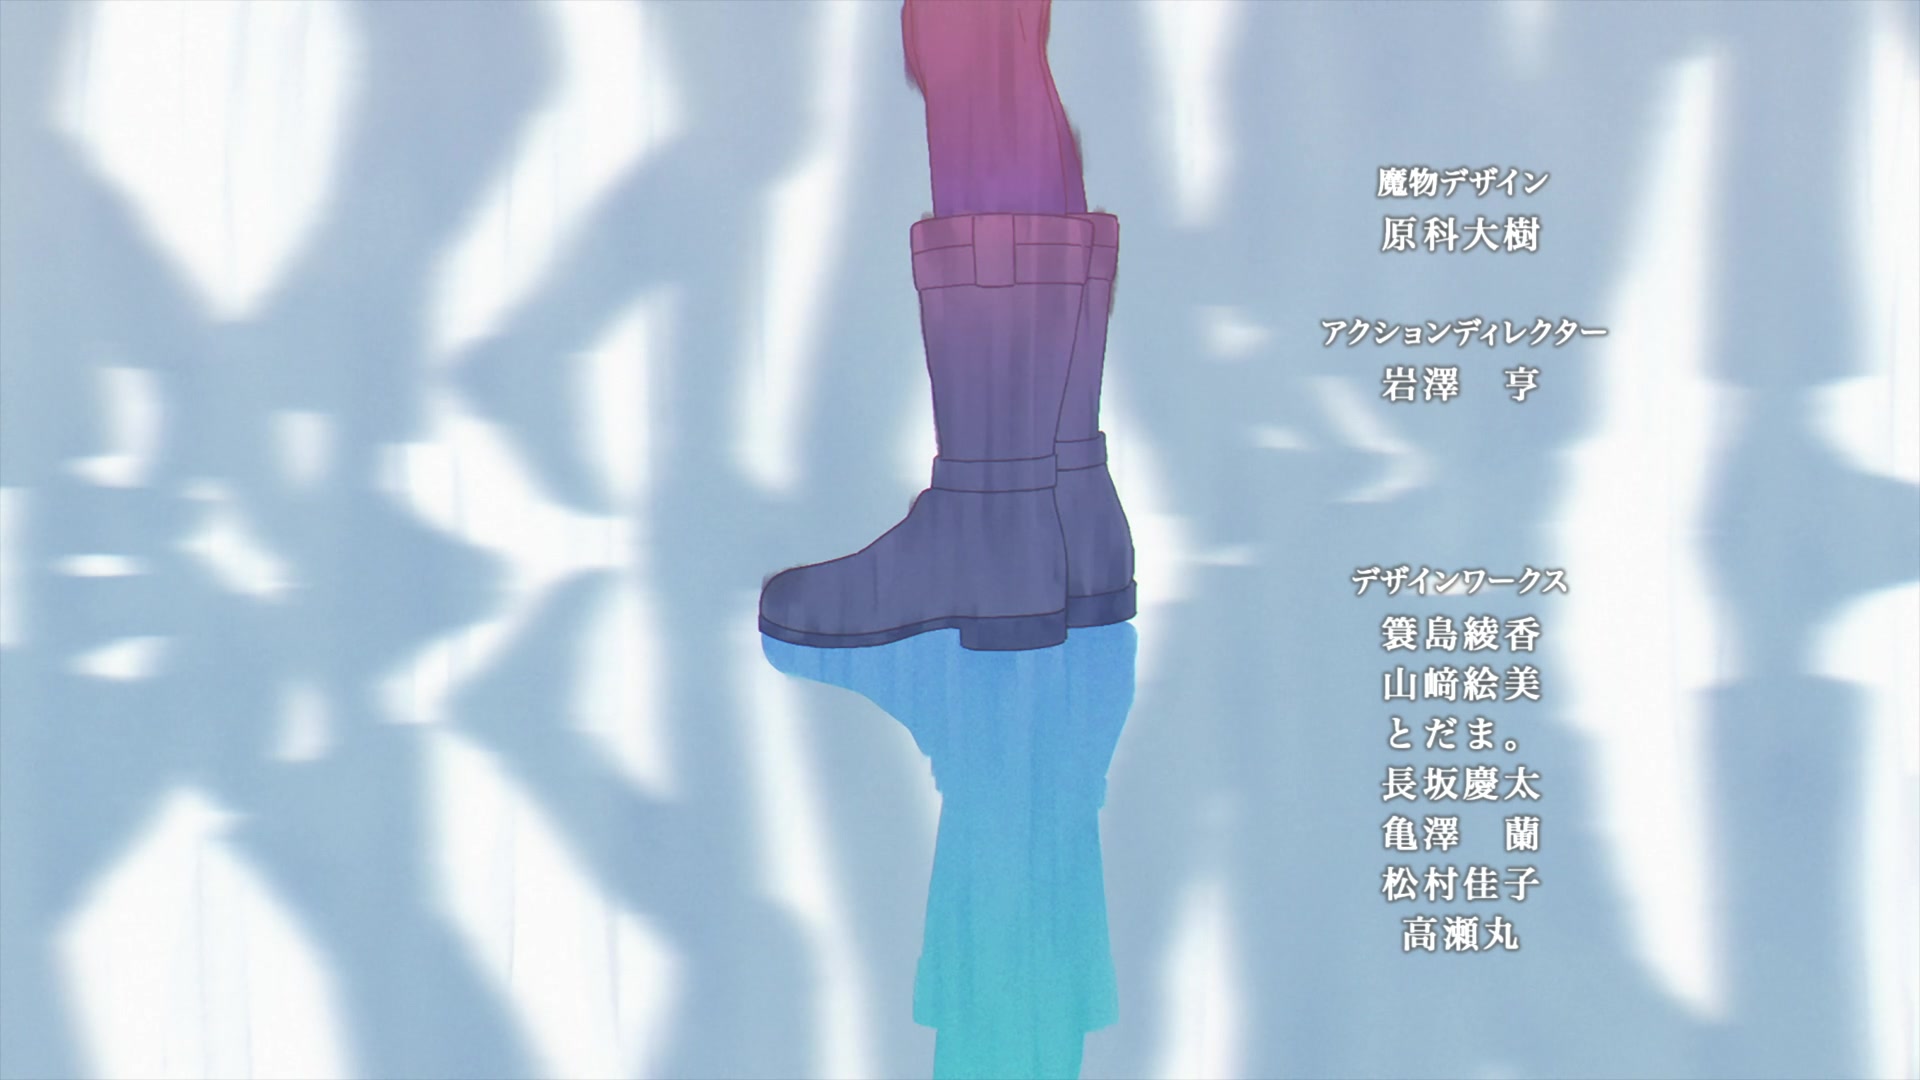 魔物デザイン
原科大樹
アクションディレクター
岩澤　亨
デザインワークス
簑島綾香
山﨑絵美
とだま。
長坂慶太
亀澤　蘭
松村佳子
高瀬丸